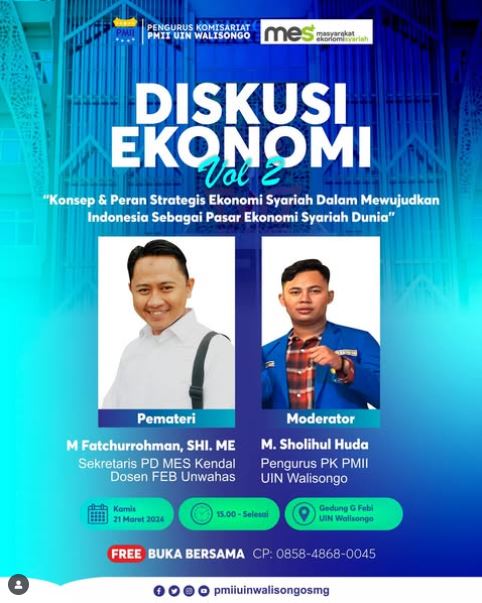 PMII
PENGURUS KOMISARIAT
PMII UIN WALISONGO
mes
masyarakat
ekonomi syariah
DISKUSI
EKONOMI
Vol 2
"Konsep & Peran Strategis Ekonomi Syariah Dalam Mewujudkan
Indonesia Sebagai Pasar Ekonomi Syariah Dunia"
Pemateri
Moderator
M Fatchurrohman, SHI. ME
Sekretaris PD MES Kendal
Dosen FEB Unwahas
M. Sholihul Huda
Pengurus PK PMII
UIN Walisongo
Kamis
21 Maret 2024
15.00 - Selesai
Gedung G Febi
UIN Walisongo
FREE BUKA BERSAMA CP: 0858-4868-0045
pmiiuinwalisongosmg